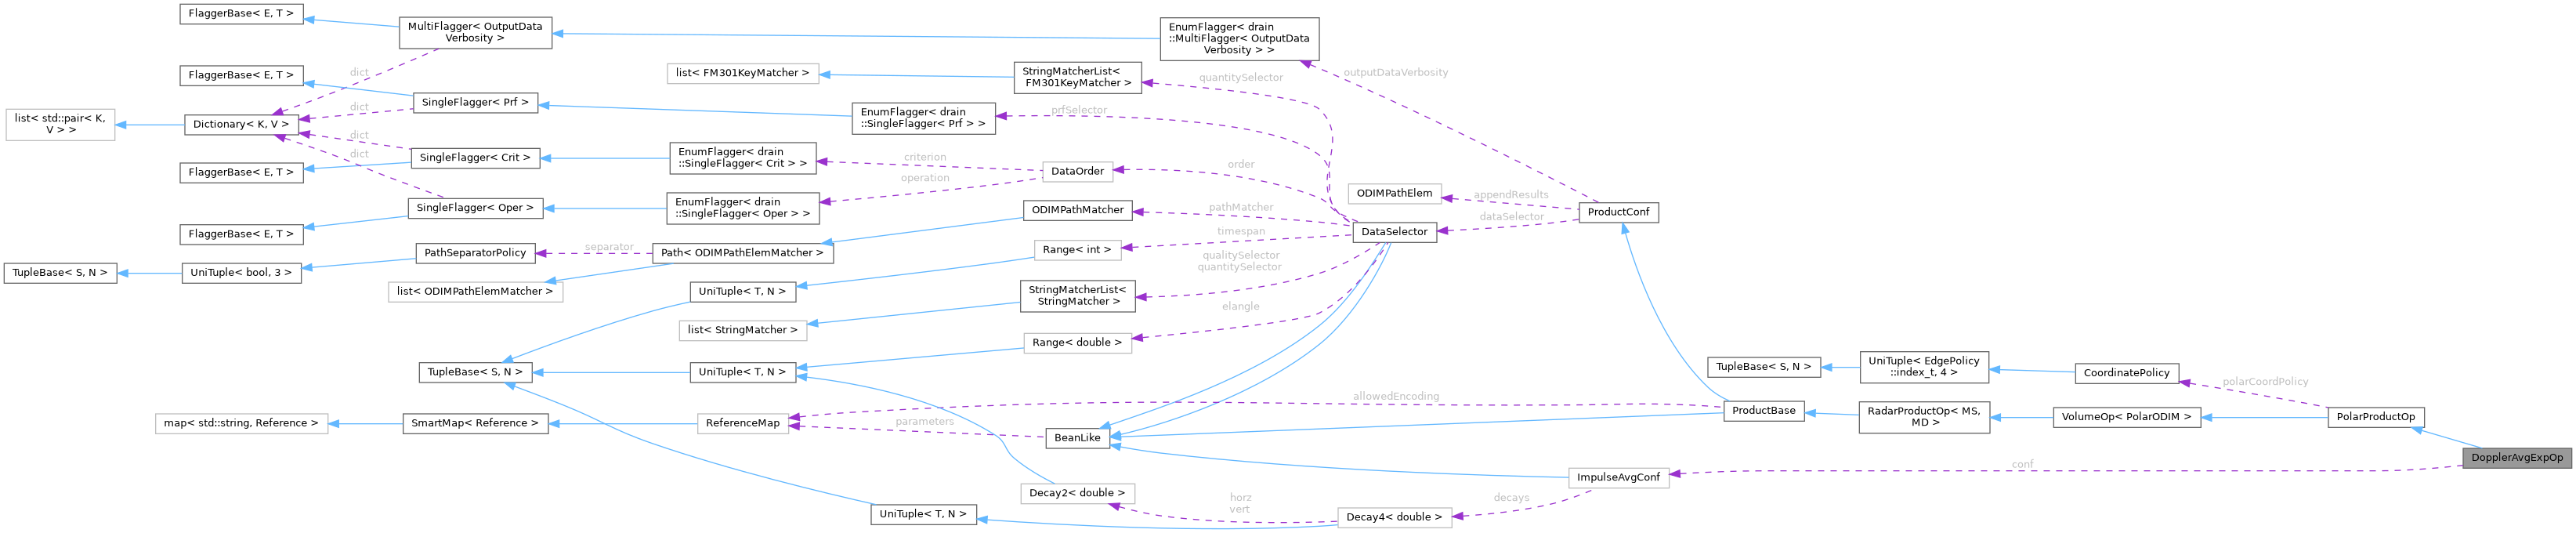 FlaggerBase< E, T >
MultiFlagger< OutputData
Verbosity >
EnumFlagger< drain
::MultiFlagger< OutputData
Verbosity > >
dict
FlaggerBase< E, T >
list< FM301KeyMatcher >
StringMatcherList<
FM301KeyMatcher >
quantitySelector
outputDataVerbosity
SingleFlagger< Prf >
dict
list< std::pair< K,
V > >
Dictionary< K, V >
EnumFlagger< drain
::SingleFlagger< Prf > >
prfSelector
dict
dict
SingleFlagger< Crit >
EnumFlagger< drain
::SingleFlagger< Crit > >
criterion
operation
DataOrder
order
FlaggerBase< E, T >
ODIMPathElem
appendResults
SingleFlagger< Oper >
EnumFlagger< drain
::SingleFlagger< Oper > >
ODIMPathMatcher
pathMatcher
dataSelector
ProductConf
FlaggerBase< E, T >
DataSelector
timespan
PathSeparatorPolicy
separator
Path< ODIMPathElemMatcher >
Range< int >
qualitySelector
quantitySelector
TupleBase< S, N >
UniTuple< bool, 3 >
list< ODIMPathElemMatcher >
UniTuple< T, N >
StringMatcherList<
StringMatcher >
elangle
list< StringMatcher >
Range< double >
TupleBase< S, N >
UniTuple< T, N >
TupleBase< S, N >
UniTuple< EdgePolicy
::index_t, 4 >
CoordinatePolicy
polarCoordPolicy
allowedEncoding
map< std::string, Reference >
SmartMap< Reference >
ReferenceMap
parameters
BeanLike
ProductBase
RadarProductOp< MS,
MD >
VolumeOp< PolarODIM >
PolarProductOp
DopplerAvgExpOp
conf
ImpulseAvgConf
Decay2< double >
horz
vert
decays
UniTuple< T, N >
Decay4< double >